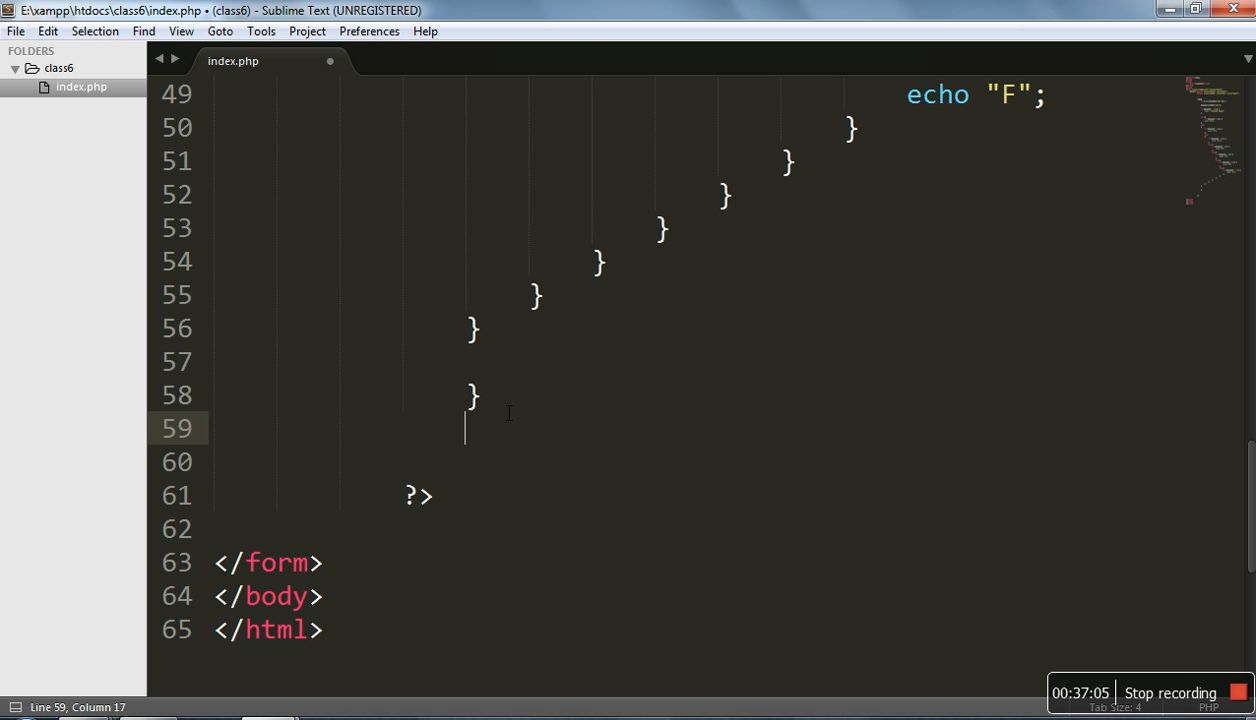 E:\xampp\htdocs\class6\index.php • (class6) - Sublime Text (UNREGISTERED)
File Edit Selection Find View Goto Tools Project Preferences Help
FOLDERS
class6
index.php
index.php
49 echo "F";
50 }
51 }
52 }
53 }
54 }
55 }
56 }
57
58 }
59
60
61 ?>
62
63 </form>
64 </body>
65 </html>
00:37:05 Stop recording
Line 59, Column 17
Tab Size: 4
PHP